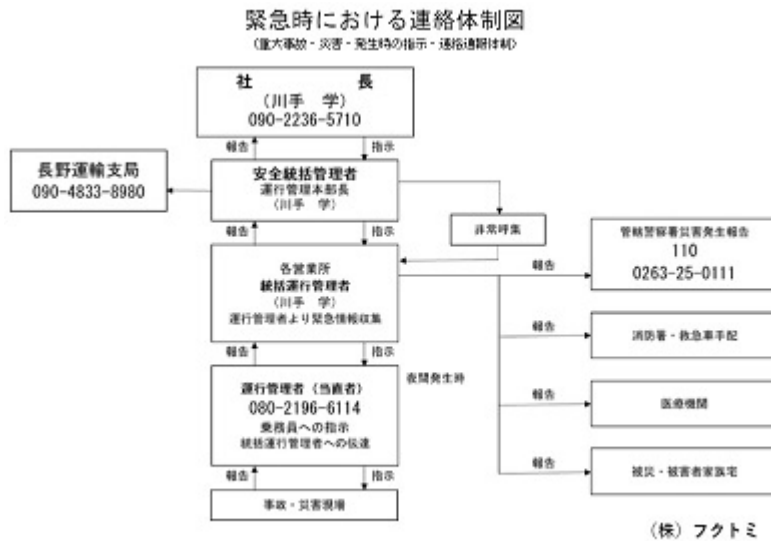 緊急時における連絡体制図
（重大事故・災害・発生時の指示・連絡通報体制）
社　　　長
（川手　学）
090-2236-5710
報告
指示
長野運輸支局
090-4833-8980
安全統括管理者
運行管理本部長
（川手　学）
報告
指示
非常呼集
各営業所
統括運行管理者
（川手　学）
運行管理者より緊急情報収集
報告
管轄警察署災害発生報告
110
0263-25-0111
報告
消防署・救急車手配
報告
指示
夜間発生時
運行管理者（当直者）
080-2196-6114
乗務員への指示
統括運行管理者への伝達
報告
医療機関
報告
被災・被害者家族宅
報告
指示
事故・災害現場
（株）フクトミ